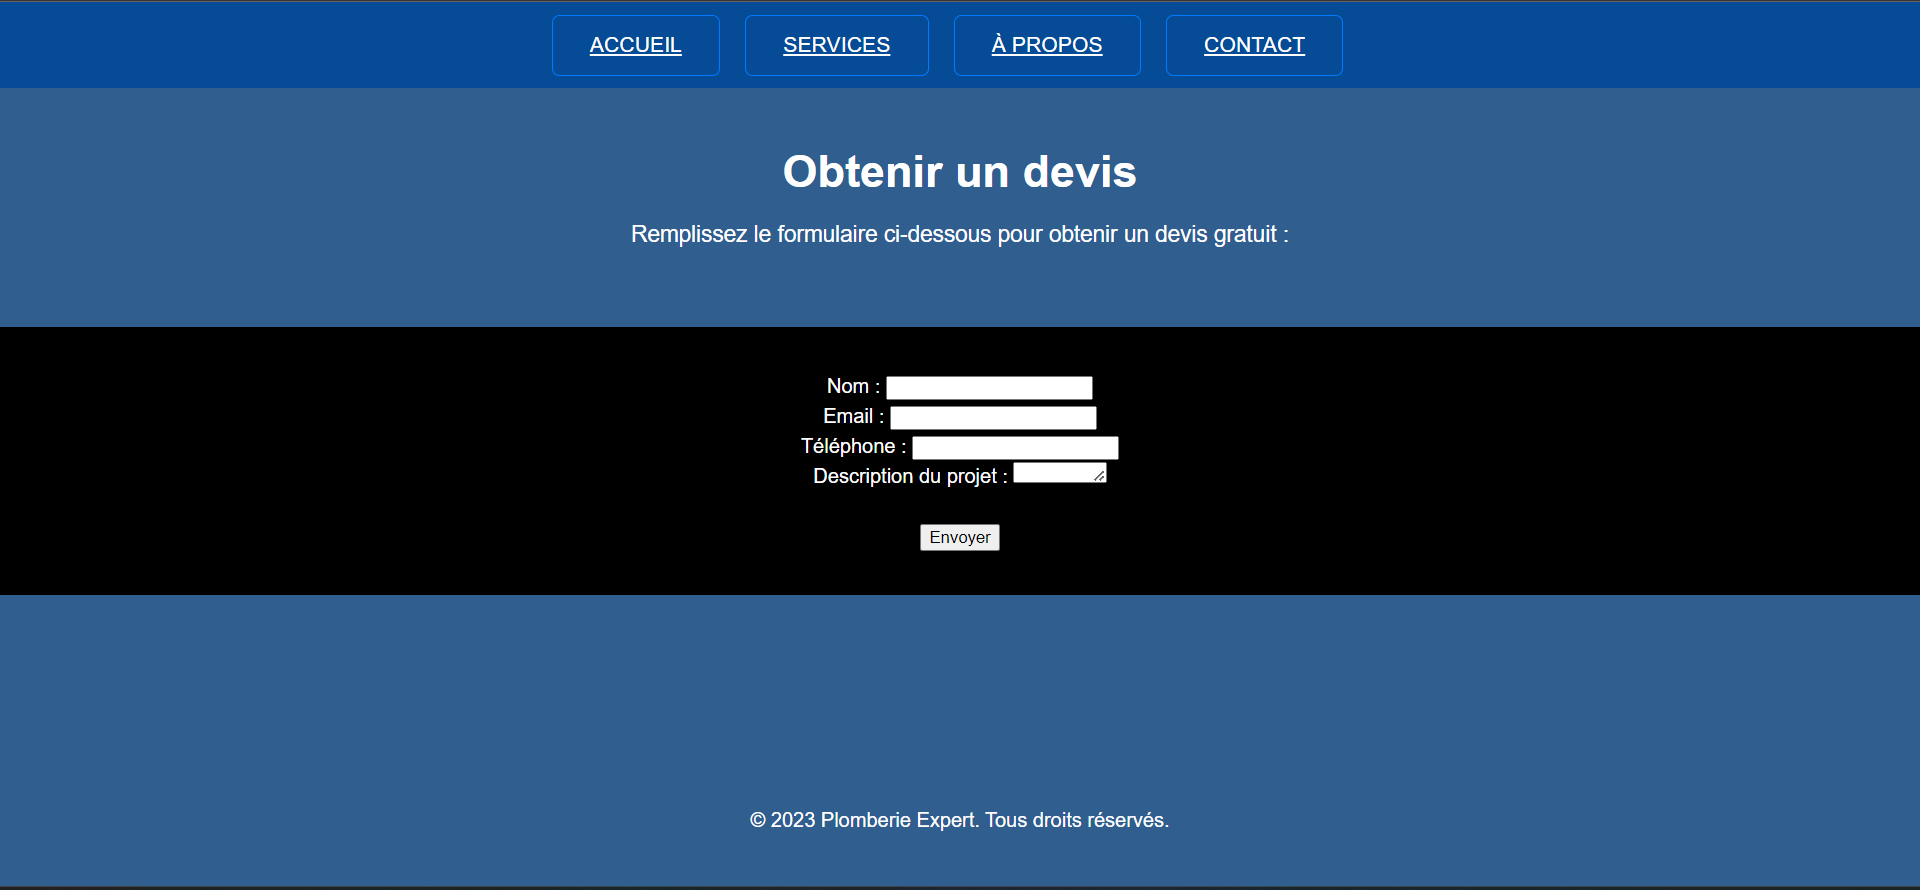 ACCUEIL SERVICES À PROPOS CONTACT
Obtenir un devis
Remplissez le formulaire ci-dessous pour obtenir un devis gratuit :
Nom :
Email :
Téléphone :
Description du projet :
Envoyer
© 2023 Plomberie Expert. Tous droits réservés.